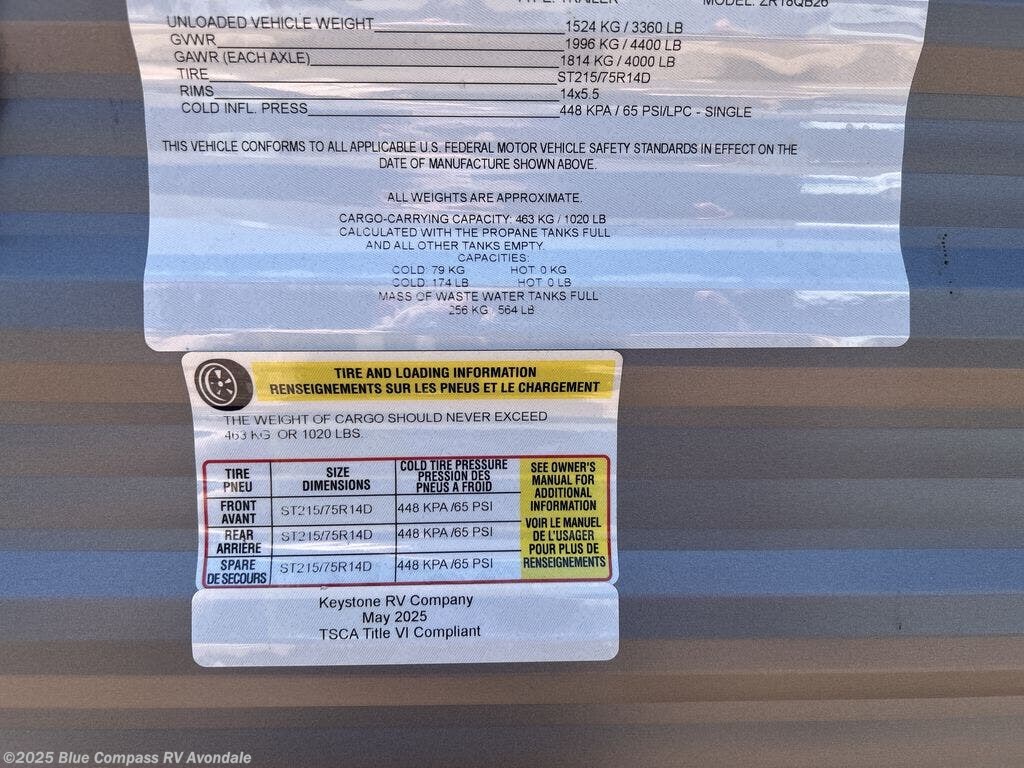 TYPE: TRAILER MODEL: ZR18QB26
UNLOADED VEHICLE WEIGHT 1524 KG / 3360 LB
GVWR 1996 KG / 4400 LB
GAWR (EACH AXLE) 1814 KG / 4000 LB
TIRE ST215/75R14D
RIMS 14x5.5
COLD INFL. PRESS 448 KPA / 65 PSI/LPC - SINGLE
THIS VEHICLE CONFORMS TO ALL APPLICABLE U.S. FEDERAL MOTOR VEHICLE SAFETY STANDARDS IN EFFECT ON THE
DATE OF MANUFACTURE SHOWN ABOVE.
ALL WEIGHTS ARE APPROXIMATE.
CARGO-CARRYING CAPACITY: 463 KG / 1020 LB
CALCULATED WITH THE PROPANE TANKS FULL
AND ALL OTHER TANKS EMPTY.
CAPACITIES:
COLD: 79 KG HOT: 0 KG
COLD: 174 LB HOT: 0 LB
MASS OF WASTE WATER TANKS FULL
256 KG 564 LB
TIRE AND LOADING INFORMATION
RENSEIGNEMENTS SUR LES PNEUS ET LE CHARGEMENT
THE WEIGHT OF CARGO SHOULD NEVER EXCEED
463 KG OR 1020 LBS.
TIRE
PNEU
SIZE
DIMENSIONS
COLD TIRE PRESSURE
PRESSION DES
PNEUS A FROID
FRONT
AVANT
ST215/75R14D
448 KPA /65 PSI
REAR
ARRIÈRE
ST215/75R14D
448 KPA /65 PSI
SPARE
DE SECOURS
ST215/75R14D
448 KPA /65 PSI
SEE OWNER'S
MANUAL FOR
ADDITIONAL
INFORMATION
VOIR LE MANUEL
DE L'USAGER
POUR PLUS DE
RENSEIGNEMENTS
Keystone RV Company
May 2025
TSCA Title VI Compliant
©2025 Blue Compass RV Avondale